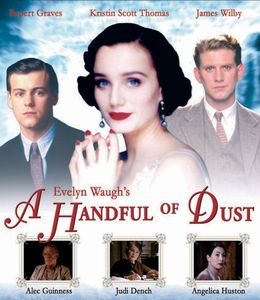 Rupert Graves Kristin Scott Thomas James Wilby
Evelyn Waugh's
A HANDFUL OF DUST
Alec Guinness Judi Dench Angelica Huston